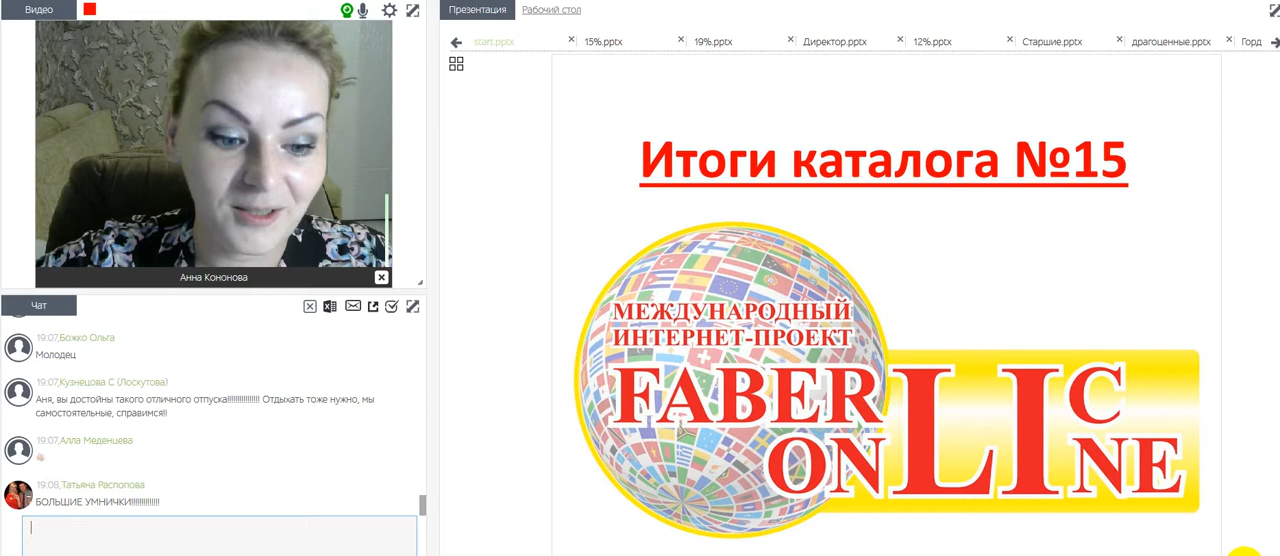 Видео
Анна Кононова
Чат
19:07,Божко Ольга
Молодец
19:07,Кузнецова С (Лоскутова)
Аня, вы достойны такого отличного отпуска!!!!!!!!!!!!!!! Отдыхать тоже нужно, мы
самостоятельные, справимся!!
19:07,Алла Меденцева
19:08,Татьяна Распопова
БОЛЬШИЕ УМНИЧКИ!!!!!!!!!!!!!
Презентация Рабочий стол
start.pptx 15%.pptx 19%.pptx Директор.pptx 12%.pptx Старшие.pptx драгоценные.pptx Горд
Итоги каталога №15
МЕЖДУНАРОДНЫЙ
ИНТЕРНЕТ-ПРОЕКТ
FABERLIC
ONLINE